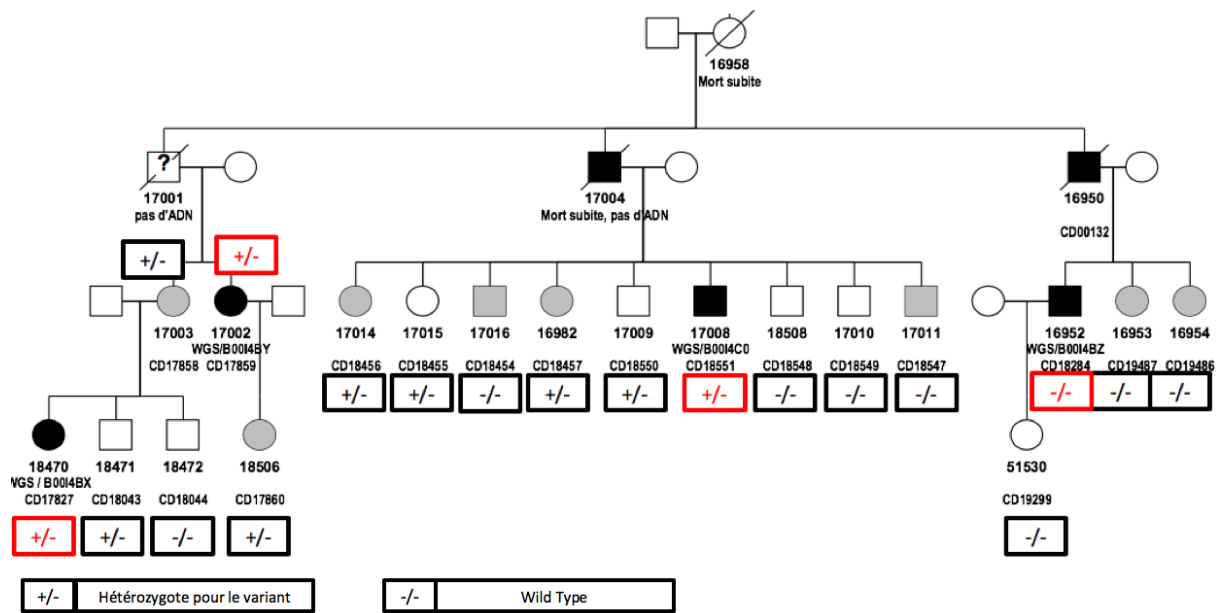 16958
Mort subite
?
17001
pas d'ADN
17004
Mort subite, pas d'ADN
16950
CD00132
+/- +/-
17003 17002 17014 17015 17016 16982 17009 17008 18508 17010 17011 16952 16953 16954
WGS/B00I4BY WGS/B00I4C0 WGS/B00I4BZ
CD17858 CD17859 CD18456 CD18455 CD18454 CD18457 CD18550 CD18551 CD18548 CD18549 CD18547 CD18284 CD19487 CD19486
+/- +/- -/- +/- +/- +/- -/- -/- -/- -/- -/- -/-
18470 18471 18472 18506 51530
WGS / B00I4BX
CD17827 CD18043 CD18044 CD17860 CD19299
+/- +/- -/- +/- -/-
+/- Hétérozygote pour le variant -/- Wild Type